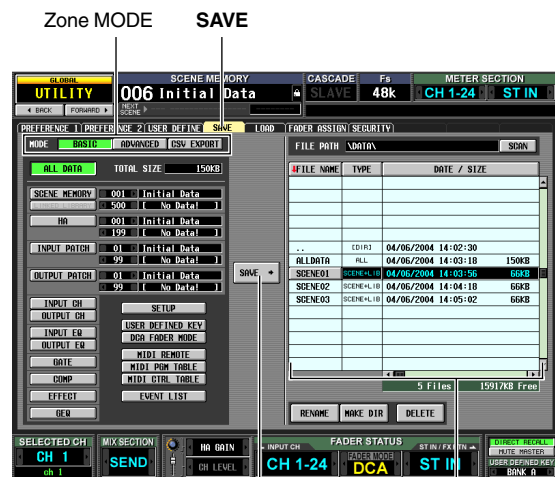 Zone MODE SAVE
GLOBAL SCENE MEMORY CASCADE Fs METER SECTION
UTILITY 006 Initial Data SLAVE 48k CH 1-24 ST IN
BACK FORWARD NEXT SCENE
PREFERENCE 1 PREFERENCE 2 USER DEFINE SAVE LOAD FADER ASSIGN SECURITY
MODE BASIC ADVANCED CSV EXPORT FILE PATH \DATA\ SCAN
ALL DATA TOTAL SIZE 150KB FILE NAME TYPE DATE / SIZE
SCENE MEMORY 001 Initial Data
LINKED LIBRARY 500 [ No Data! ]
HA 001 Initial Data
199 [ No Data! ]
INPUT PATCH 01 Initial Data .. [DIR] 04/06/2004 14:02:30
99 [ No Data! ] ALLDATA ALL 04/06/2004 14:03:18 150KB
OUTPUT PATCH 01 Initial Data SAVE SCENE01 SCENE+LIB 04/06/2004 14:03:56 66KB
99 [ No Data! ] SCENE02 SCENE+LIB 04/06/2004 14:04:18 66KB
SCENE03 SCENE+LIB 04/06/2004 14:05:02 66KB
INPUT CH SETUP
OUTPUT CH
INPUT EQ USER DEFINED KEY
OUTPUT EQ DCA FADER MODE
GATE MIDI REMOTE
MIDI PGM TABLE
COMP MIDI CTRL TABLE
EFFECT EVENT LIST
5 Files 15917KB Free
GEQ RENAME MAKE DIR DELETE
SELECTED CH MIX SECTION HA GAIN INPUT CH FADER STATUS ST IN / FX RTN DIRECT RECALL
MUTE MASTER
CH 1 SEND CH LEVEL CH 1-24 FADER MODE DCA ST IN USER DEFINED KEY
ch 1 BANK A